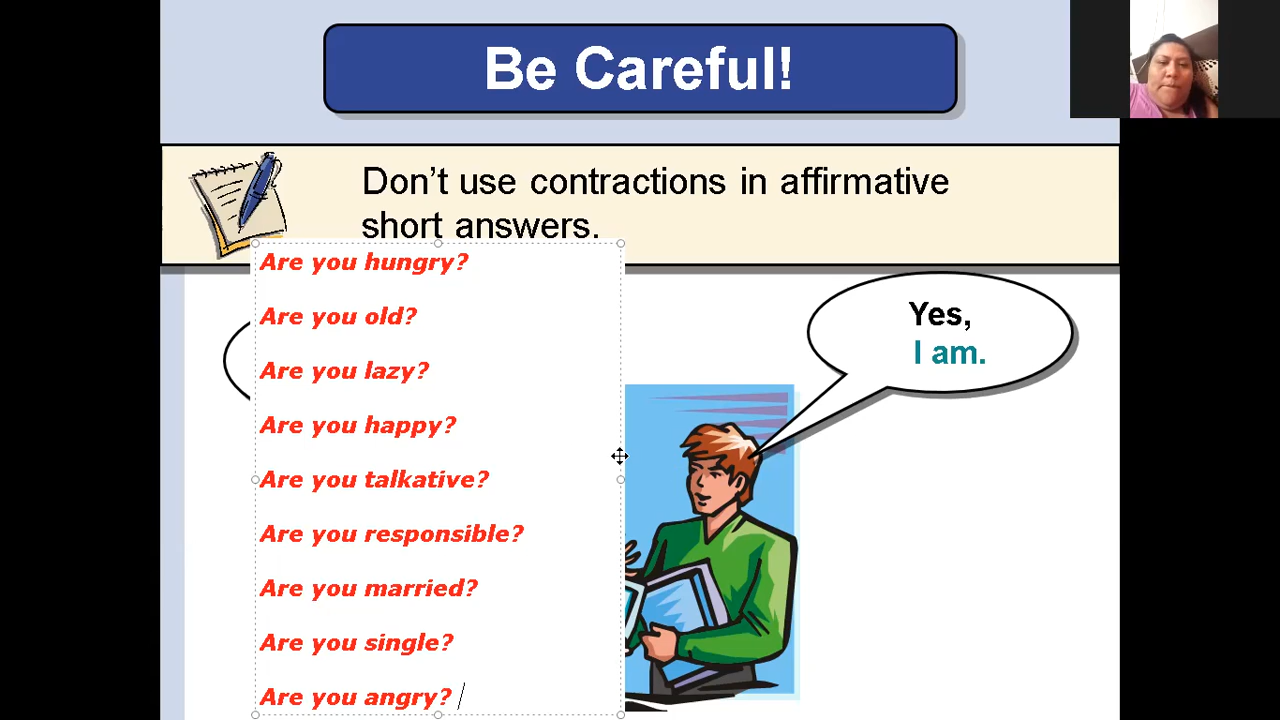 Be Careful!
Don't use contractions in affirmative
short answers.
Are you hungry?
Are you old?
Are you lazy?
Are you happy?
Are you talkative?
Are you responsible?
Are you married?
Are you single?
Are you angry?
Yes,
I am.